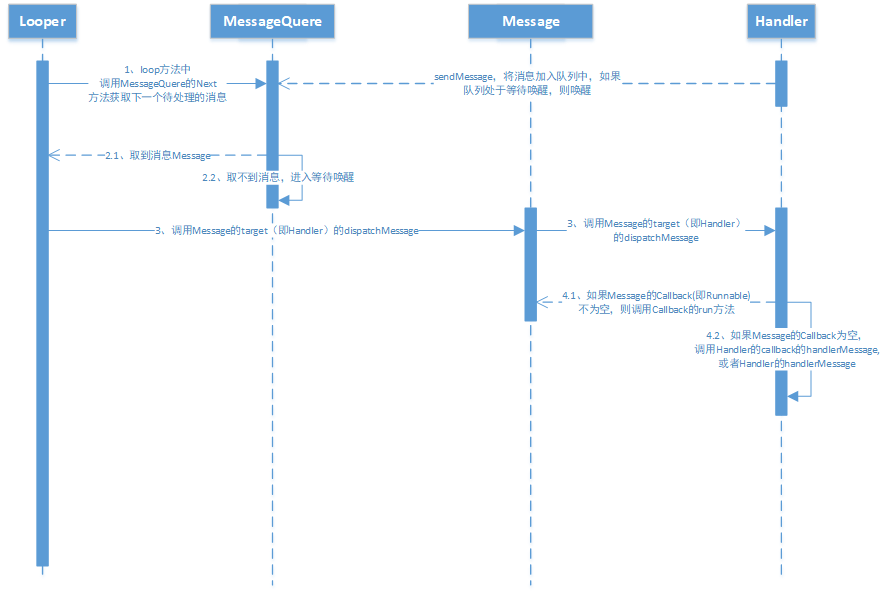 Looper
MessageQuere
Message
Handler
1、loop方法中
调用MessageQuere的Next
方法获取下一个待处理的消息
sendMessage，将消息加入队列中，如果
队列处于等待唤醒，则唤醒
2.1、取到消息Message
2.2、取不到消息，进入等待唤醒
3、调用Message的target（即Handler）的dispatchMessage
3、调用Message的target（即Handler）
的dispatchMessage
4.1、如果Message的Callback(即Runnable)
不为空，则调用Callback的run方法
4.2、如果Message的Callback为空，
调用Handler的callback的handlerMessage,
或者Handler的handlerMessage